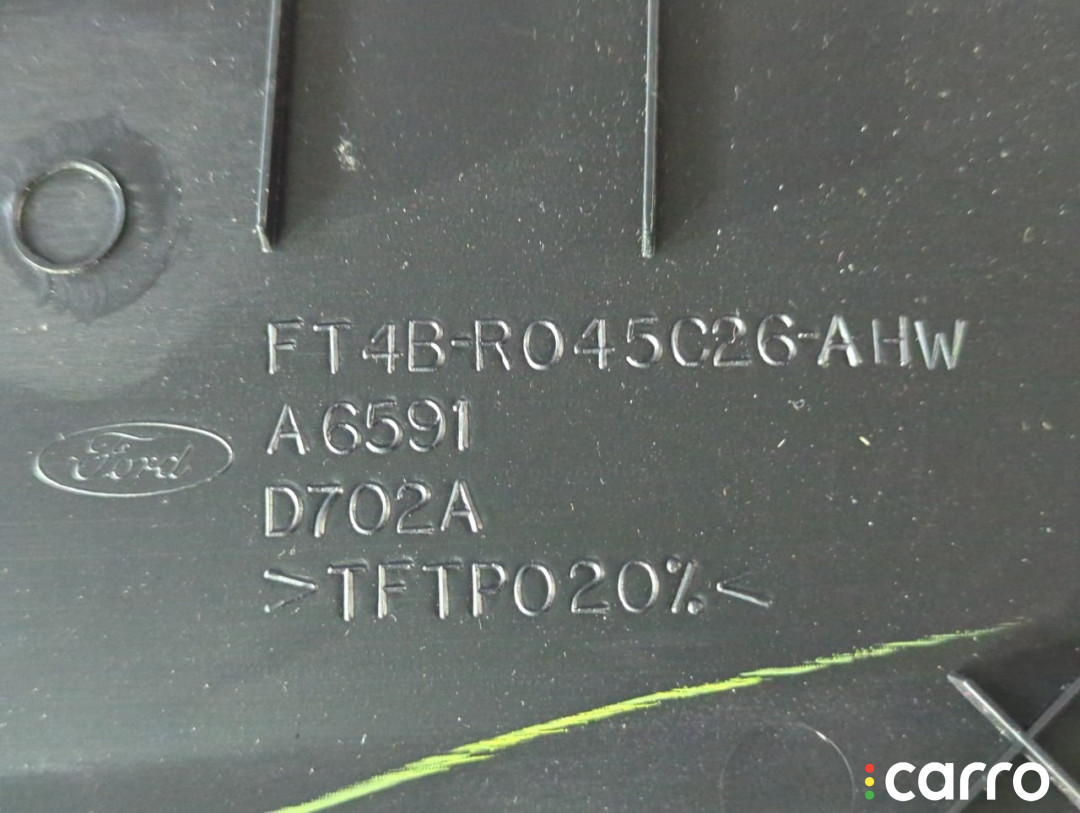 FT4B-R045C26-AHW
A6591
Ford
D702A
>TFTPO20%<
carro